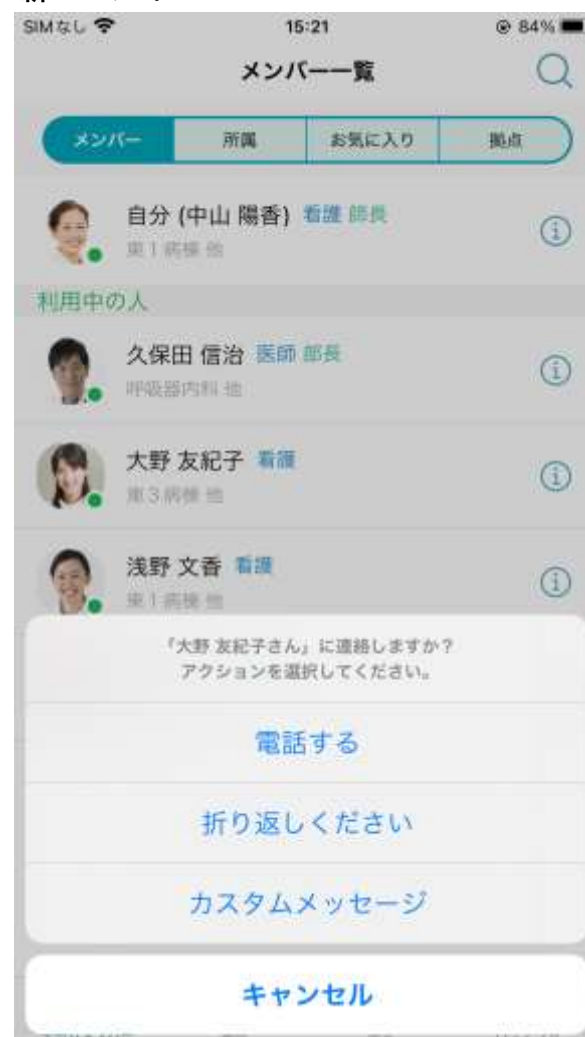 SIMなし 15:21 84%
メンバー一覧
メンバー 所属 お気に入り 拠点
自分 (中山 陽香) 看護 師長
東1病棟 他
利用中の人
久保田 信治 医師 部長
呼吸器内科 他
大野 友紀子 看護
東3病棟 他
浅野 文香 看護
東1病棟 他
「大野 友紀子さん」に連絡しますか?
アクションを選択してください。
電話する
折り返しください
カスタムメッセージ
キャンセル